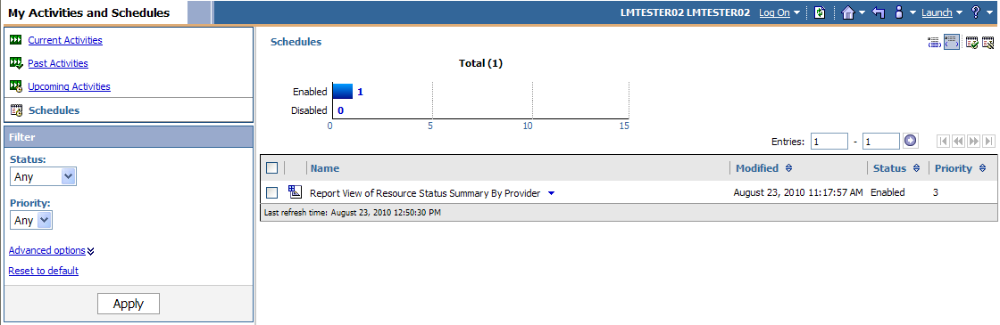 My Activities and Schedules
LMTESTER02 LMTESTER02 Log On Launch ?
Current Activities
Past Activities
Upcoming Activities
Schedules
Filter
Status:
Any
Priority:
Any
Advanced options
Reset to default
Apply
Schedules
Total (1)
Enabled 1
Disabled 0
0 5 10 15
Entries: 1 - 1
Name Modified Status Priority
Report View of Resource Status Summary By Provider August 23, 2010 11:17:57 AM Enabled 3
Last refresh time: August 23, 2010 12:50:30 PM